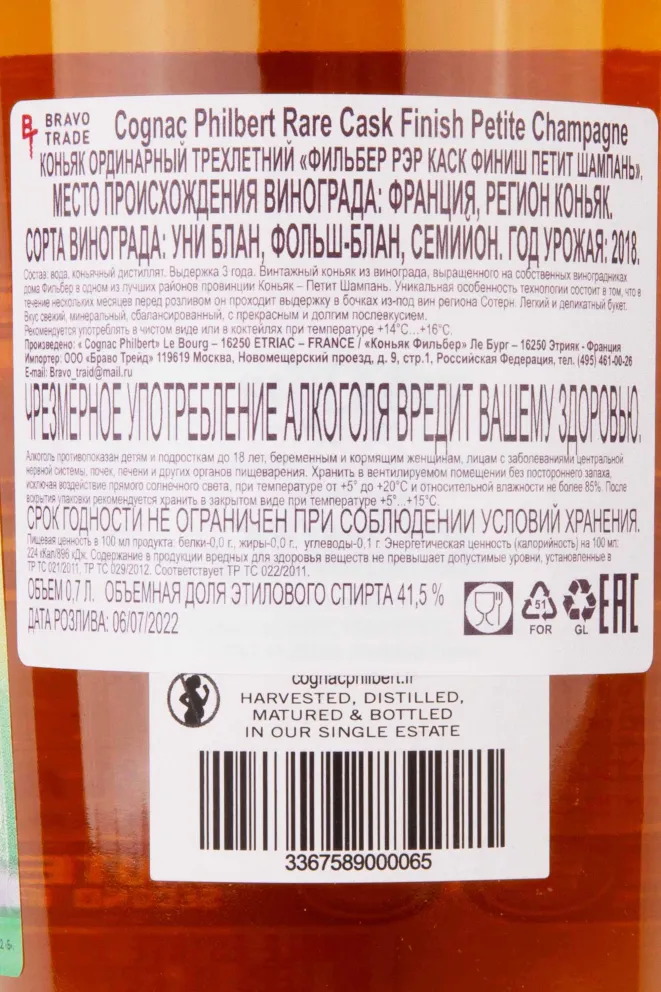 BRAVO TRADE
Cognac Philbert Rare Cask Finish Petite Champagne
КОНЬЯК ОРДИНАРНЫЙ ТРЕХЛЕТНИЙ «ФИЛЬБЕР РЭР КАСК ФИНИШ ПЕТИТ ШАМПАНЬ».
МЕСТО ПРОИСХОЖДЕНИЯ ВИНОГРАДА: ФРАНЦИЯ, РЕГИОН КОНЬЯК.
СОРТА ВИНОГРАДА: УНИ БЛАН, ФОЛЬШ-БЛАН, СЕМИЙОН. ГОД УРОЖАЯ: 2018.
Состав: вода, коньячный дистиллят. Выдержка 3 года. Винтажный коньяк из винограда, выращенного на собственных виноградниках
дома Фильбер в одном из лучших районов провинции Коньяк – Петит Шампань. Уникальная особенность технологии состоит в том, что в
течение нескольких месяцев перед розливом он проходит выдержку в бочках из-под вин региона Сотерн. Легкий и деликатный букет.
Вкус свежий, минеральный, сбалансированный, с прекрасным и долгим послевкусием.
Рекомендуется употреблять в чистом виде или в коктейлях при температуре +14°С...+16°С.
Произведено: « Cognac Philbert» Le Bourg – 16250 ETRIAC – FRANCE / «Коньяк Фильбер» Ле Бург – 16250 Этрияк - Франция
Импортер: ООО «Браво Трейд» 119619 Москва, Новомещерский проезд, д. 9, стр.1, Российская Федерация, тел. (495) 461-00-26
E-mail: Bravo_traid@mail.ru
ЧРЕЗМЕРНОЕ УПОТРЕБЛЕНИЕ АЛКОГОЛЯ ВРЕДИТ ВАШЕМУ ЗДОРОВЬЮ.
Алкоголь противопоказан детям и подросткам до 18 лет, беременным и кормящим женщинам, лицам с заболеваниями центральной
нервной системы, почек, печени и других органов пищеварения. Хранить в вентилируемом помещении без постороннего запаха,
исключая воздействие прямого солнечного света, при температуре от +5° до +20°С и относительной влажности не более 85%. После
вскрытия упаковки рекомендуется хранить в закрытом виде при температуре +5°...+15°С.
СРОК ГОДНОСТИ НЕ ОГРАНИЧЕН ПРИ СОБЛЮДЕНИИ УСЛОВИЙ ХРАНЕНИЯ.
Пищевая ценность в 100 мл продукта: белки-0,0 г., жиры-0,0 г., углеводы-0,1 г. Энергетическая ценность (калорийность) на 100 мл:
224 кКал/896 кДж. Содержание в продукции вредных для здоровья веществ не превышает допустимые уровни, установленные в
ТР ТС 021/2011, ТР ТС 029/2012. Соответствует ТР ТС 022/2011.
ОБЪЕМ 0,7 Л. ОБЪЕМНАЯ ДОЛЯ ЭТИЛОВОГО СПИРТА 41,5 %
ДАТА РОЗЛИВА: 06/07/2022
51
FOR
GL
EAC
cognacphilbert.fr
HARVESTED, DISTILLED,
MATURED & BOTTLED
IN OUR SINGLE ESTATE
3367589000065